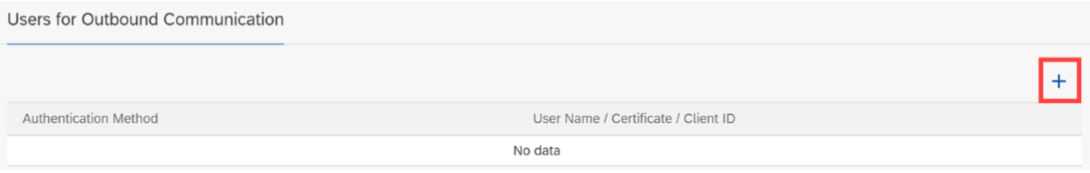 Users for Outbound Communication
+
Authentication Method User Name / Certificate / Client ID
No data